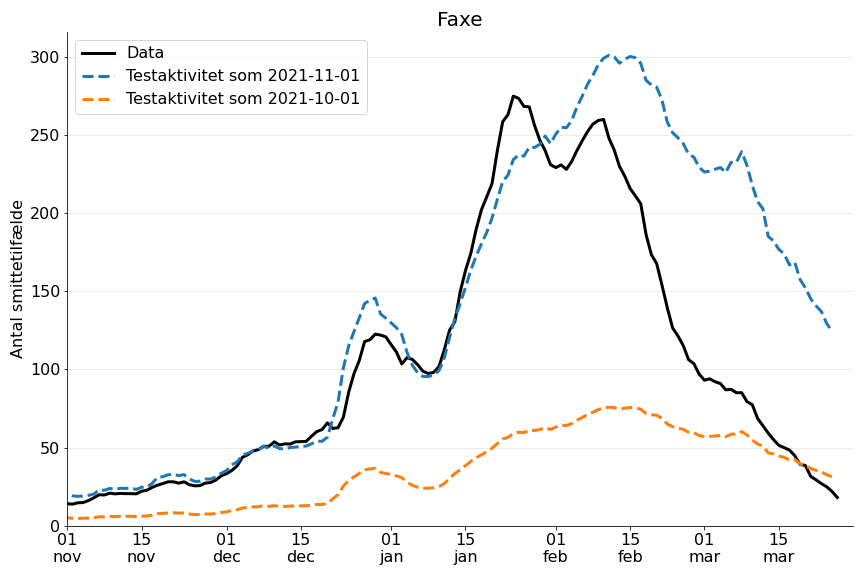 Faxe
Data
Testaktivitet som 2021-11-01
Testaktivitet som 2021-10-01
Antal smittetilfælde
300
250
200
150
100
50
0
01 15 01 15 01 15 01 15 01 15
nov nov dec dec jan jan feb feb mar mar